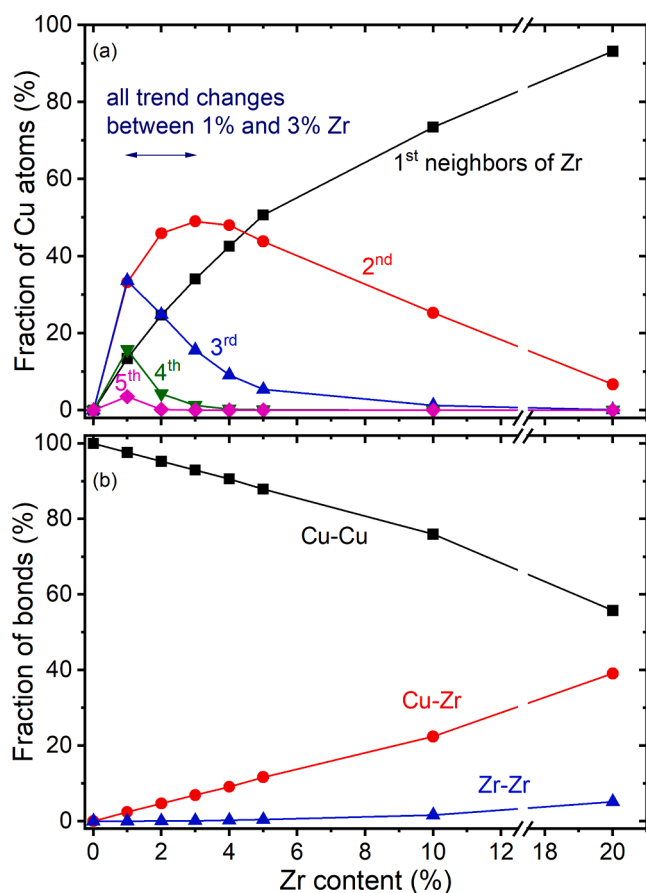 (a)
100
80
60
40
20
0
Fraction of Cu atoms (%)
all trend changes
between 1% and 3% Zr
1st neighbors of Zr
2nd
3rd
4th
5th
(b)
100
80
60
40
20
0
Fraction of bonds (%)
Cu-Cu
Cu-Zr
Zr-Zr
0 2 4 6 8 10 12 18 20
Zr content (%)